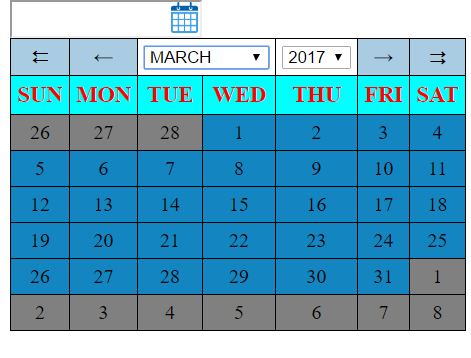 ⇇ ← MARCH ▼ 2017 ▼ → ⇉
SUN MON TUE WED THU FRI SAT
26 27 28 1 2 3 4
5 6 7 8 9 10 11
12 13 14 15 16 17 18
19 20 21 22 23 24 25
26 27 28 29 30 31 1
2 3 4 5 6 7 8